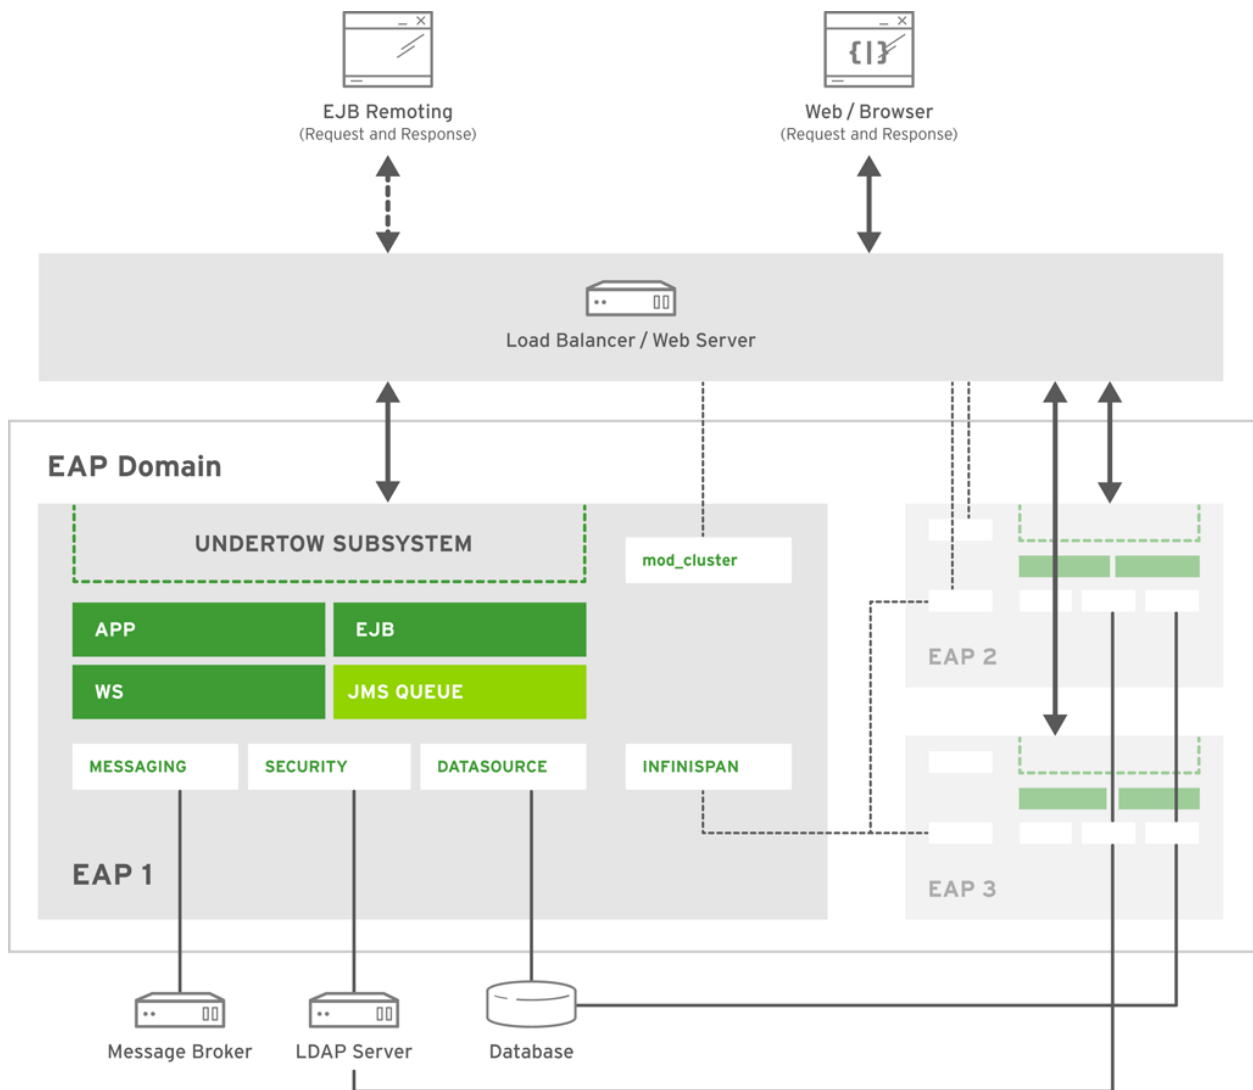 EJB Remoting
(Request and Response)
Web / Browser
(Request and Response)
Load Balancer / Web Server
EAP Domain
UNDERTOW SUBSYSTEM
mod_cluster
APP
EJB
WS
JMS QUEUE
MESSAGING
SECURITY
DATASOURCE
INFINISPAN
EAP 1
EAP 2
EAP 3
Message Broker
LDAP Server
Database